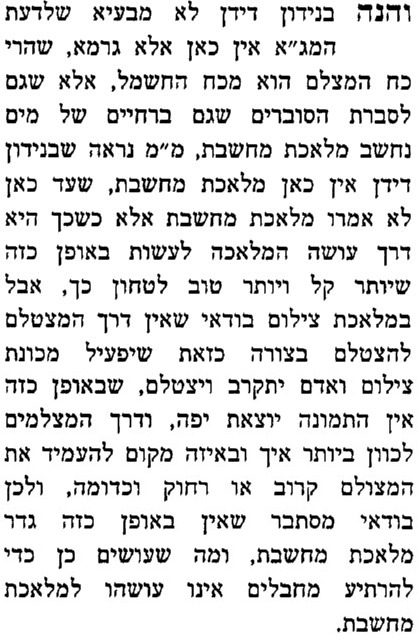 והנה בנידון דידן לא מבעיא שלדעת
המג״א אין כאן אלא גרמא, שהרי
כח המצלם הוא מכח החשמל, אלא שגם
לסברת הסוברים שגם ברחיים של מים
נחשב מלאכת מחשבת, מ״מ נראה שבנידון
דידן אין כאן מלאכת מחשבת, שעד כאן
לא אמרו מלאכת מחשבת אלא כשכך היא
דרך עושה המלאכה לעשות באופן כזה
שיותר קל ויותר טוב לטחון כך, אבל
במלאכת צילום בודאי שאין דרך המצטלם
להצטלם בצורה כזאת שיפעיל מכונת
צילום ואדם יתקרב ויצטלם, שבאופן כזה
אין התמונה יוצאת יפה, ודרך המצלמים
לכוון ביותר איך ובאיזה מקום להעמיד את
המצולם קרוב או רחוק וכדומה, ולכן
בודאי מסתבר שאין באופן כזה גדר
מלאכת מחשבת, ומה שעושים כן כדי
להרתיע מחבלים אינו עושהו למלאכת
מחשבת.